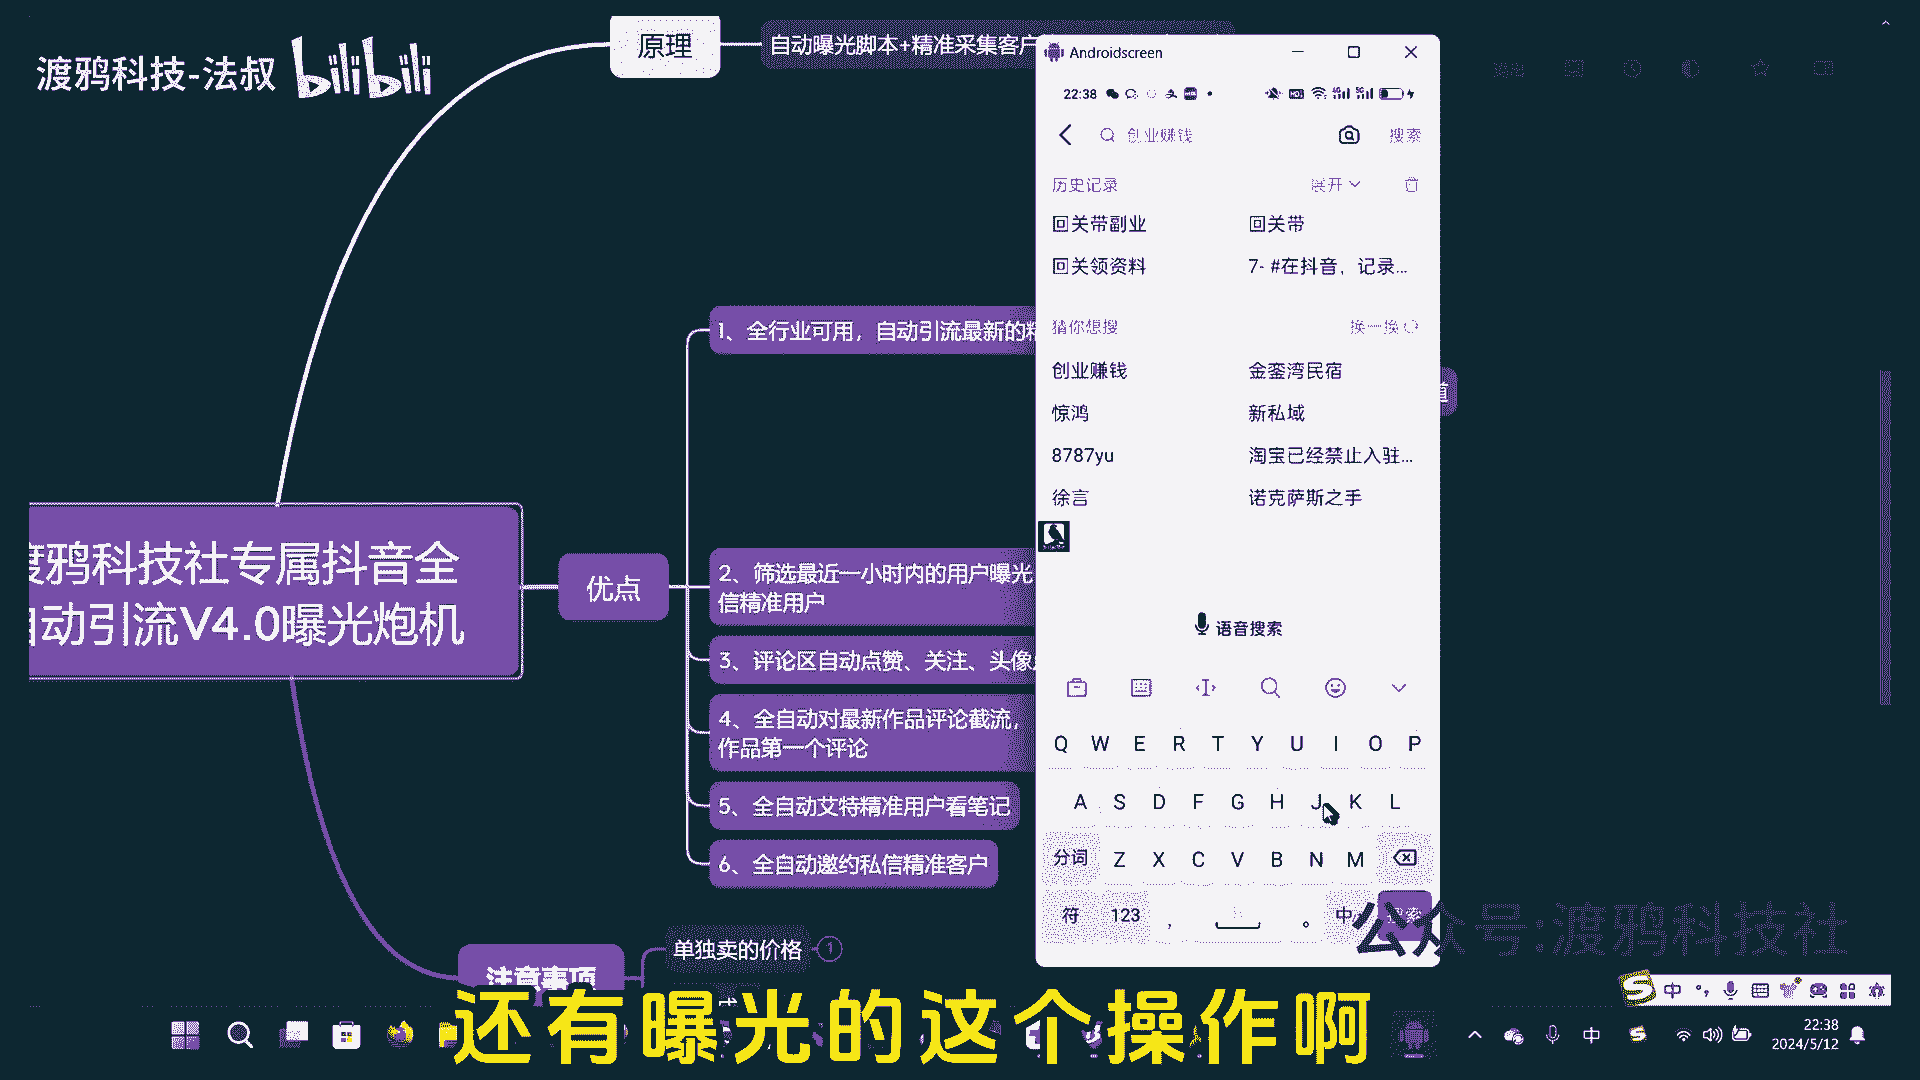 渡鸦科技-法叔 bilibili
原理
自动曝光脚本+精准采集客户
Androidscreen
22:38
创业赚钱
搜索
历史记录
展开
回关带副业
回关带
回关领资料
7- #在抖音，记录...
猜你想搜
换一换
创业赚钱
金銮湾民宿
惊鸿
新私域
8787yu
淘宝已经禁止入驻...
徐言
诺克萨斯之手
语音搜索
Q W E R T Y U I O P
A S D F G H J K L
分词 Z X C V B N M
符 123 , 。 中
搜索
1、全行业可用，自动引流最新的
渡鸦科技社专属抖音全
自动引流V4.0曝光炮机
优点
2、筛选最近一小时内的用户曝光
信精准用户
3、评论区自动点赞、关注、头像
4、全自动对最新作品评论截流，
作品第一个评论
5、全自动艾特精准用户看笔记
6、全自动邀约私信精准客户
注意事项
单独卖的价格 1
公众号:渡鸦科技社
还有曝光的这个操作啊
中
中
22:38
2024/5/12